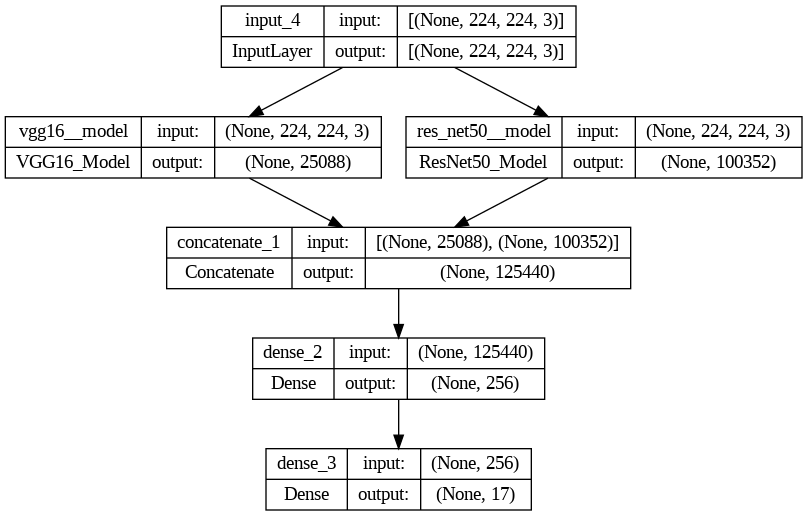 input_4 input: [(None, 224, 224, 3)]
InputLayer output: [(None, 224, 224, 3)]
vgg16__model input: (None, 224, 224, 3)
VGG16_Model output: (None, 25088)
res_net50__model input: (None, 224, 224, 3)
ResNet50_Model output: (None, 100352)
concatenate_1 input: [(None, 25088), (None, 100352)]
Concatenate output: (None, 125440)
dense_2 input: (None, 125440)
Dense output: (None, 256)
dense_3 input: (None, 256)
Dense output: (None, 17)